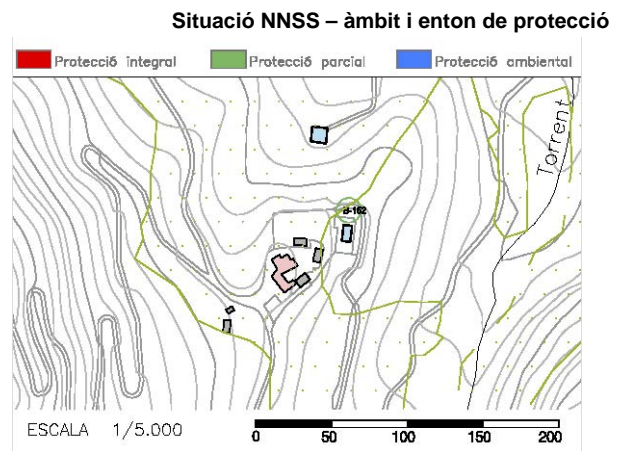 Situació NNSS – àmbit i enton de protecció
Protecció integral Protecció parcial Protecció ambiental
Torrent
B-162
ESCALA 1/5.000
0 50 100 150 200